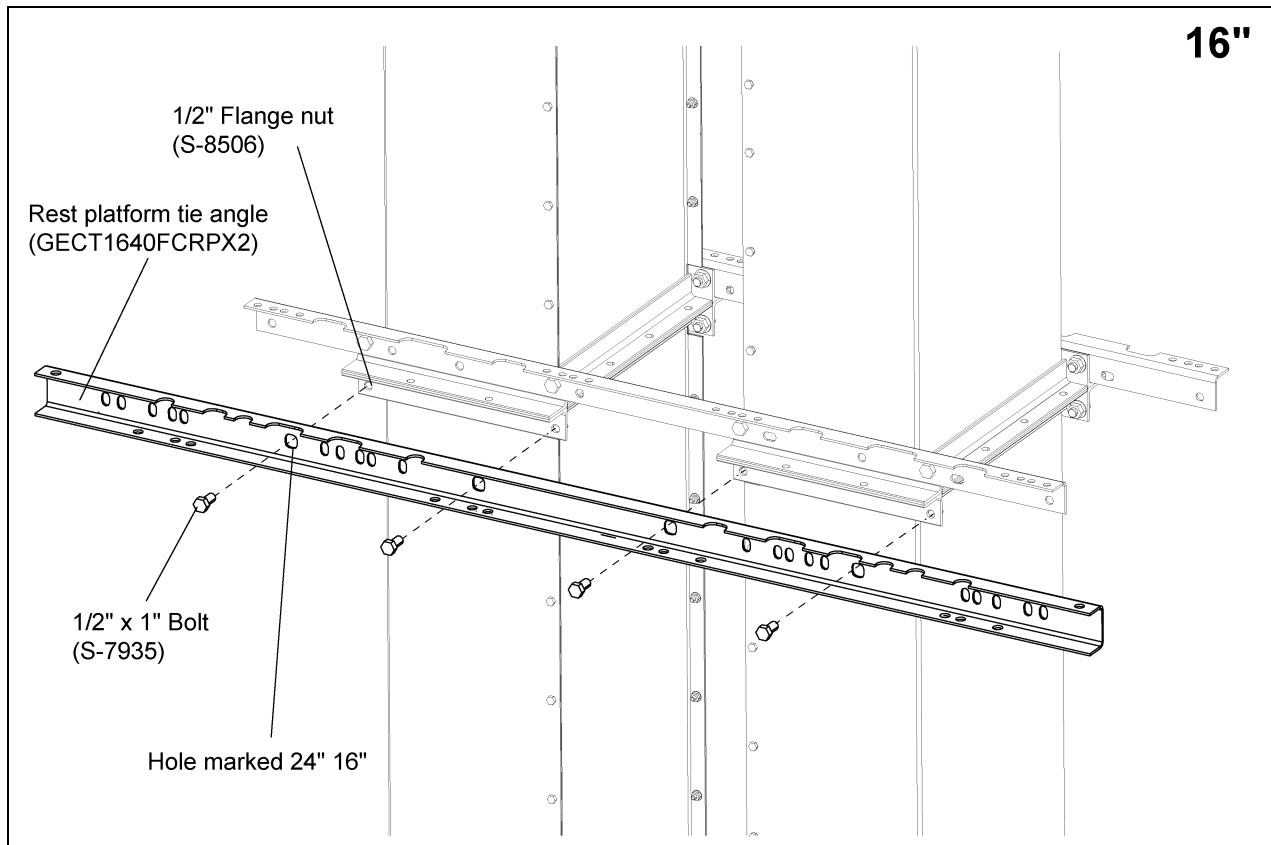 16"
1/2" Flange nut
(S-8506)
Rest platform tie angle
(GECT1640FCRPX2)
1/2" x 1" Bolt
(S-7935)
Hole marked 24" 16"